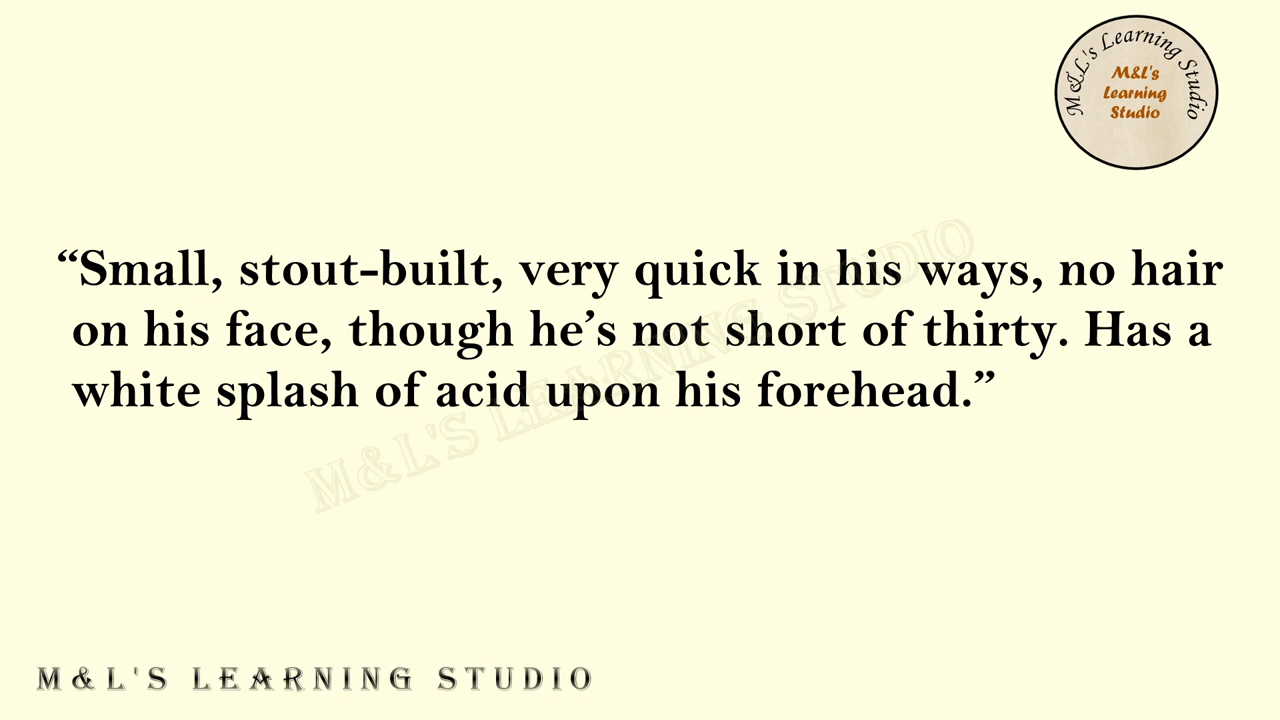 M&L's Learning Studio
M&L's
Learning
Studio
“Small, stout-built, very quick in his ways, no hair
on his face, though he’s not short of thirty. Has a
white splash of acid upon his forehead.”
M&L'S LEARNING STUDIO
M&L'S LEARNING STUDIO